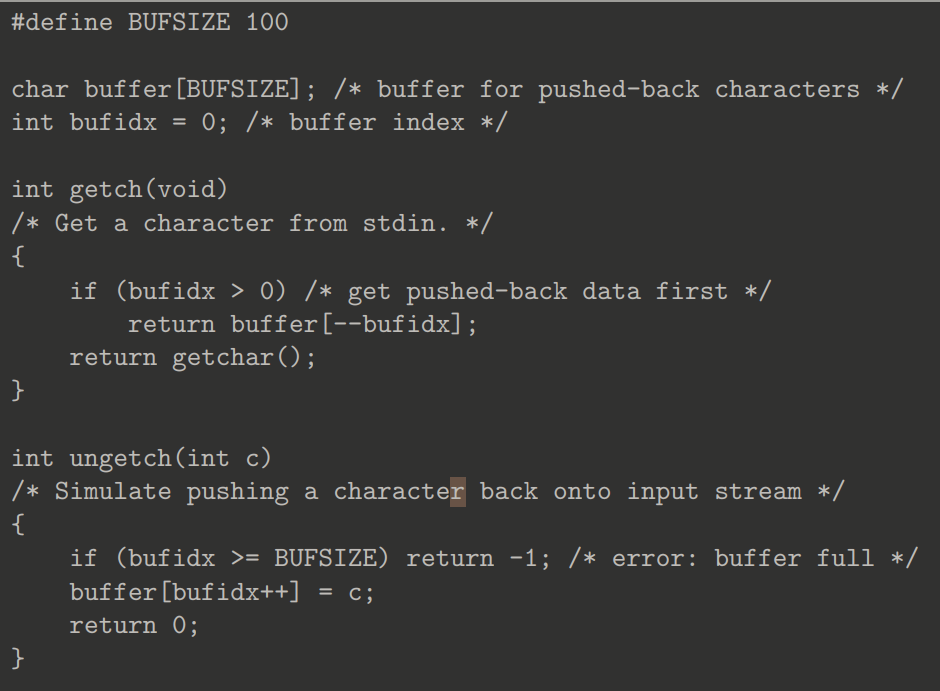 #define BUFSIZE 100
char buffer[BUFSIZE]; /* buffer for pushed-back characters */
int bufidx = 0; /* buffer index */
int getch(void)
/* Get a character from stdin. */
{
    if (bufidx > 0) /* get pushed-back data first */
        return buffer[--bufidx];
    return getchar();
}
int ungetch(int c)
/* Simulate pushing a character back onto input stream */
{
    if (bufidx >= BUFSIZE) return -1; /* error: buffer full */
    buffer[bufidx++] = c;
    return 0;
}